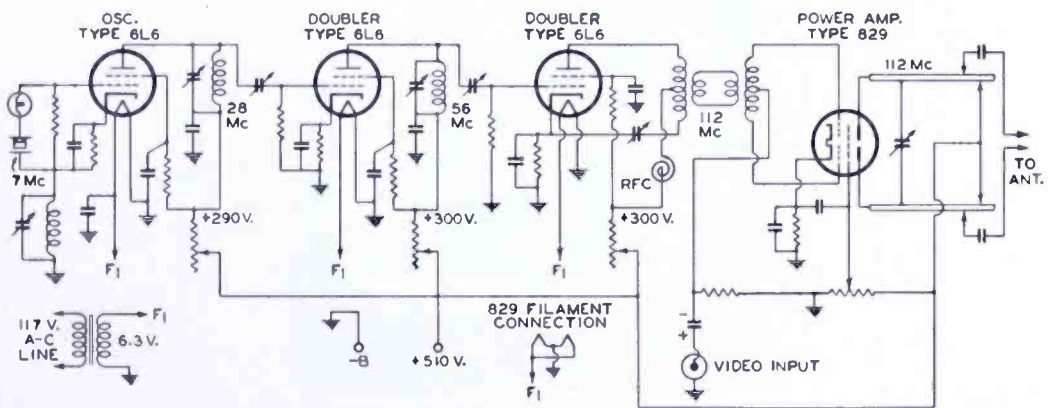 OSC.
TYPE 6L6
DOUBLER
TYPE 6L6
DOUBLER
TYPE 6L6
POWER AMP.
TYPE 829
7 Mc
28
Mc
56
Mc
112
Mc
112 Mc
RFC
TO
ANT.
+290 V.
+300 V.
+300 V.
F1
F1
F1
117 V.
A-C
LINE
6.3 V.
F1
-B
+510 V.
829 FILAMENT
CONNECTION
F1
-
+
VIDEO INPUT